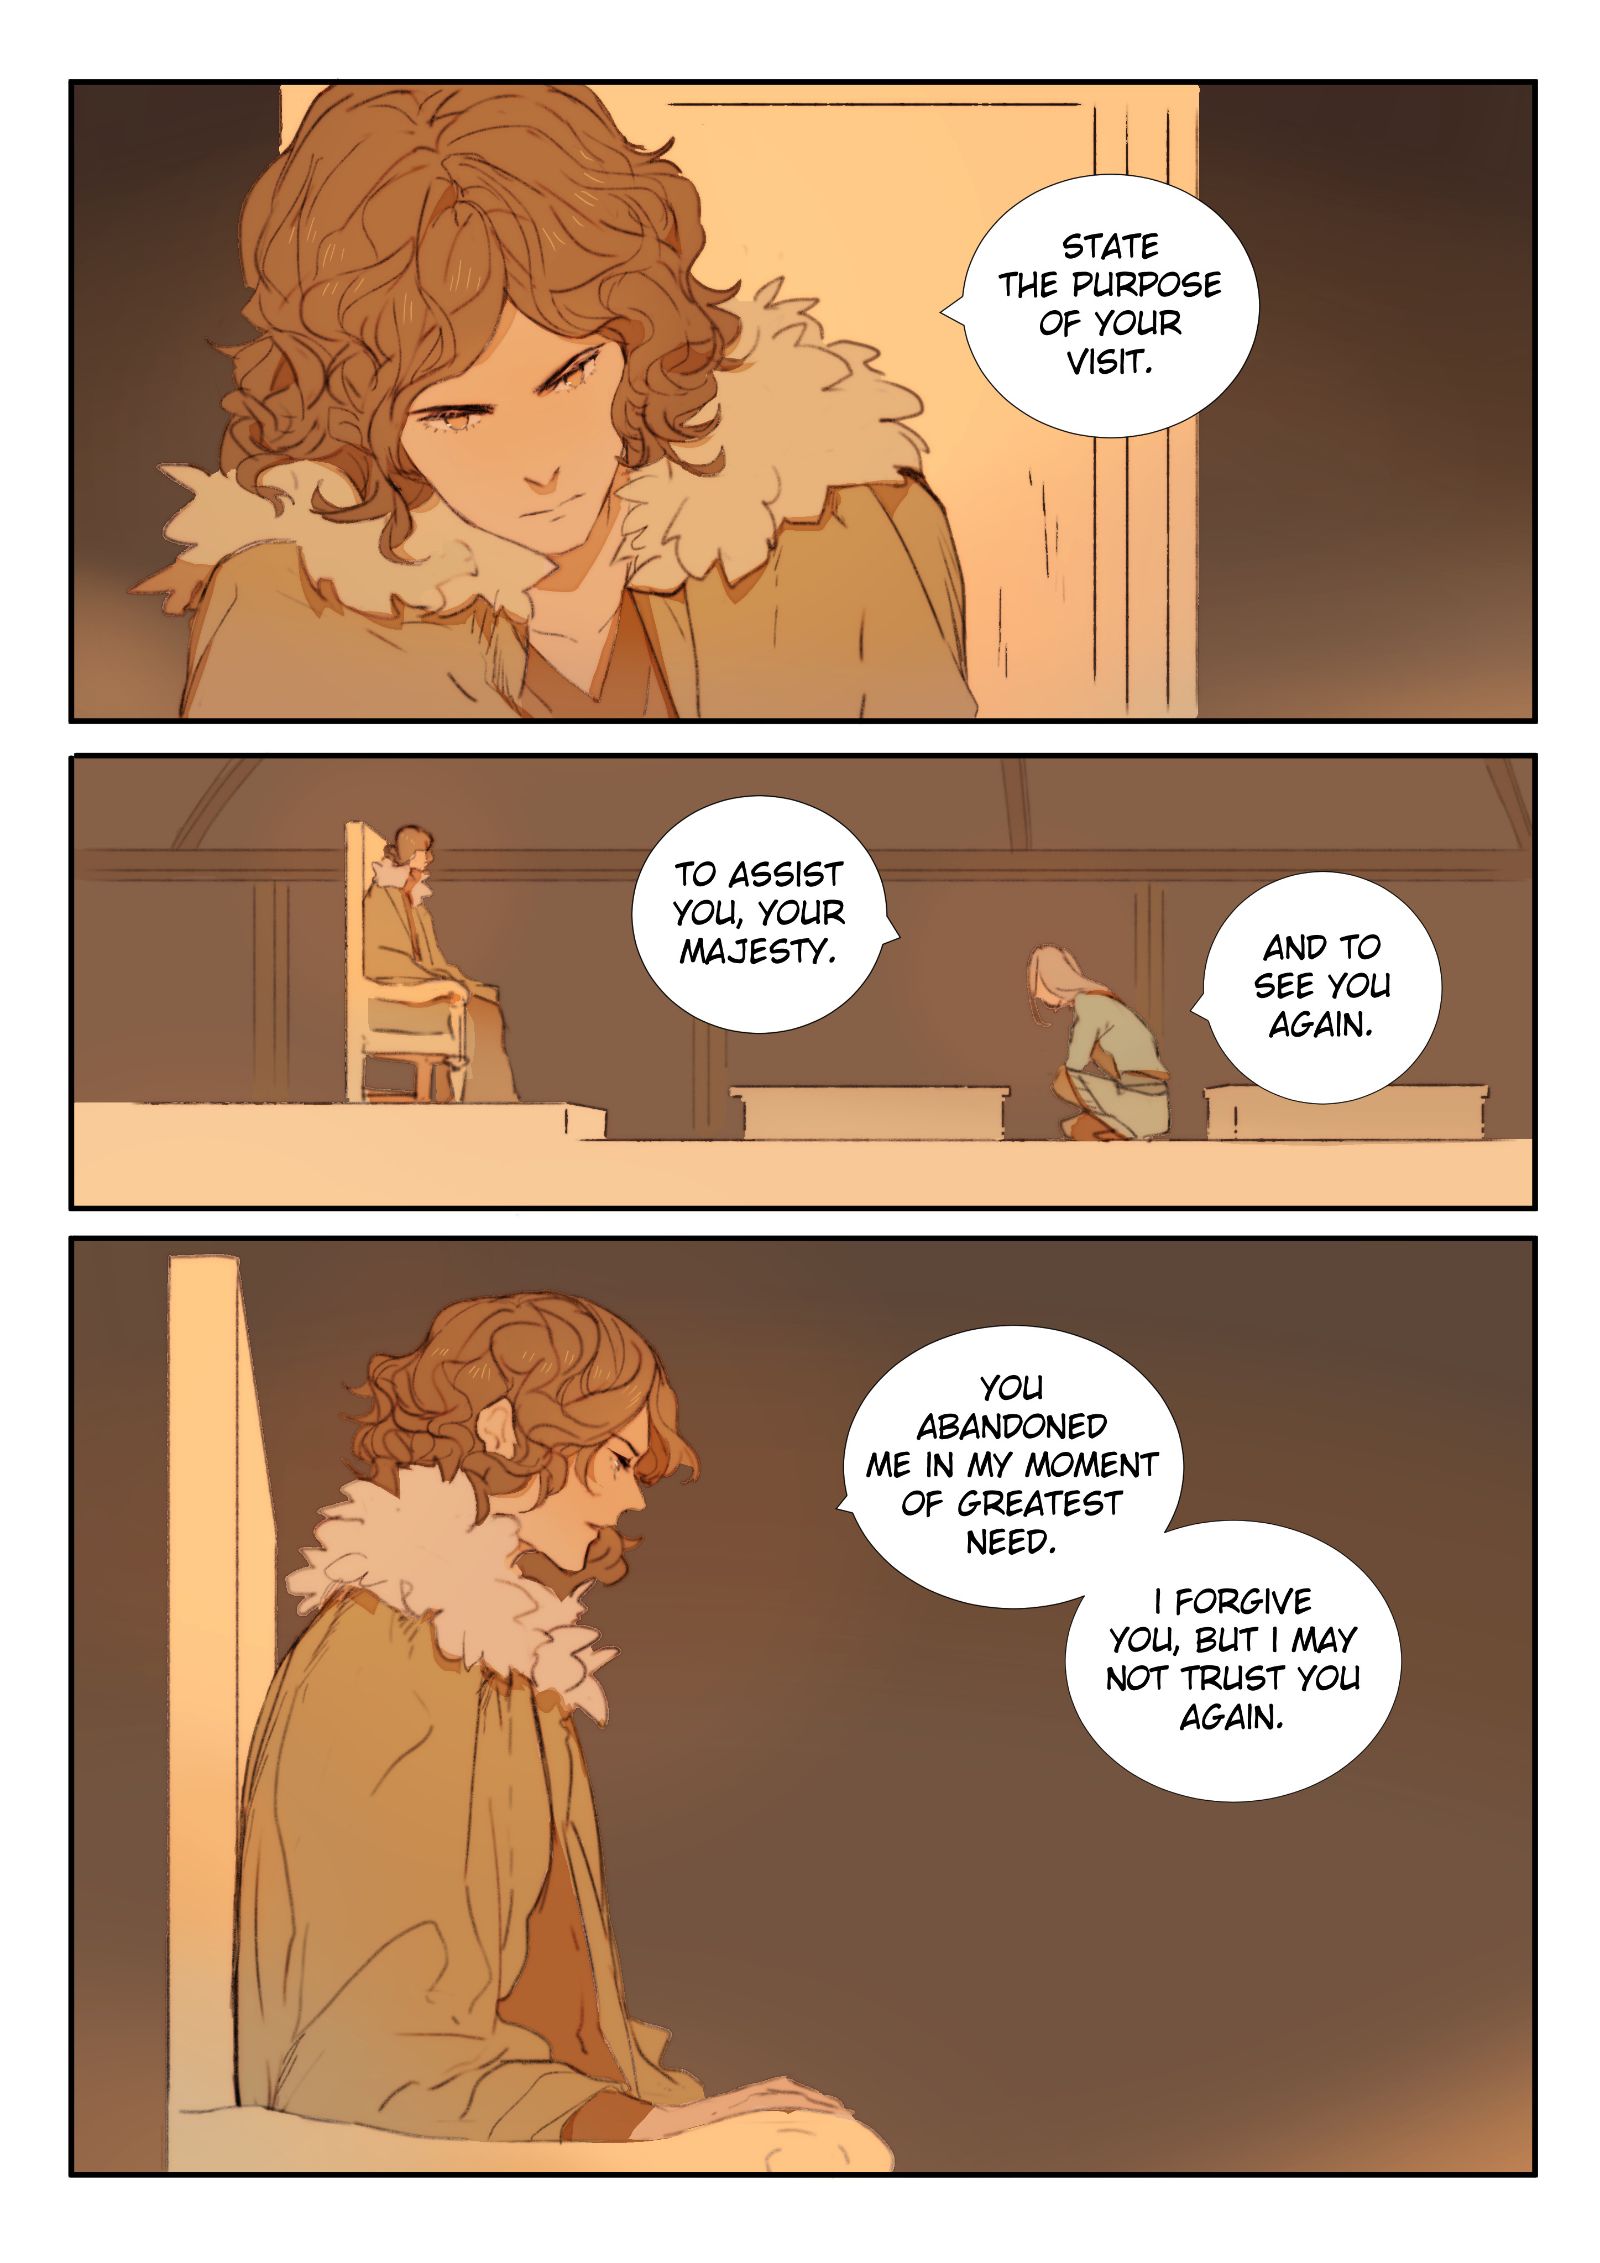 STATE
THE PURPOSE
OF YOUR
VISIT.
TO ASSIST
YOU, YOUR
MAJESTY.
AND TO
SEE YOU
AGAIN.
YOU
ABANDONED
ME IN MY MOMENT
OF GREATEST
NEED.
I FORGIVE
YOU, BUT I MAY
NOT TRUST YOU
AGAIN.